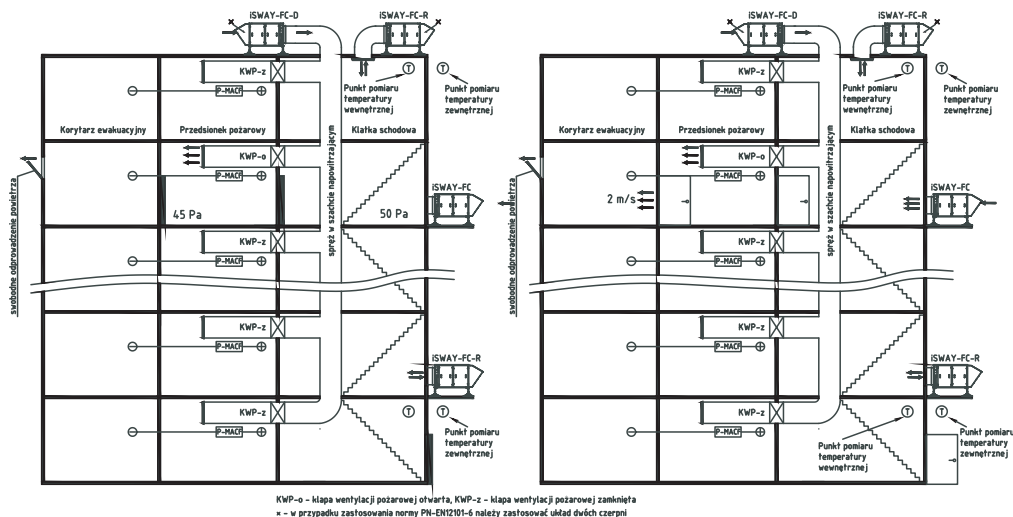 iSWAY-FC-D
iSWAY-FC-R
KWP-z
P-MACF
T
Punkt pomiaru
temperatury
wewnętrznej
T
Punkt pomiaru
temperatury
zewnętrznej
Korytarz ewakuacyjny
Przedsionek pożarowy
Klatka schodowa
KWP-o
P-MACF
swobodne odprowadzenie powietrza
45 Pa
spręż w szachcie napowitrzającym
50 Pa
iSWAY-FC
KWP-z
P-MACF
KWP-z
P-MACF
iSWAY-FC-R
KWP-z
P-MACF
T
T
Punkt pomiaru
temperatury
zewnętrznej
iSWAY-FC-D
iSWAY-FC-R
KWP-z
P-MACF
T
Punkt pomiaru
temperatury
wewnętrznej
T
Punkt pomiaru
temperatury
zewnętrznej
Korytarz ewakuacyjny
Przedsionek pożarowy
Klatka schodowa
KWP-o
P-MACF
swobodne odprowadzenie powietrza
2 m/s
spręż w szachcie napowitrzającym
iSWAY-FC
KWP-z
P-MACF
KWP-z
P-MACF
iSWAY-FC-R
KWP-z
P-MACF
T
Punkt pomiaru
temperatury
wewnętrznej
T
Punkt pomiaru
temperatury
zewnętrznej
KWP-o - klapa wentylacji pożarowej otwarta, KWP-z - klapa wentylacji pożarowej zamknięta
× - w przypadku zastosowania normy PN-EN12101-6 należy zastosować układ dwóch czerpni